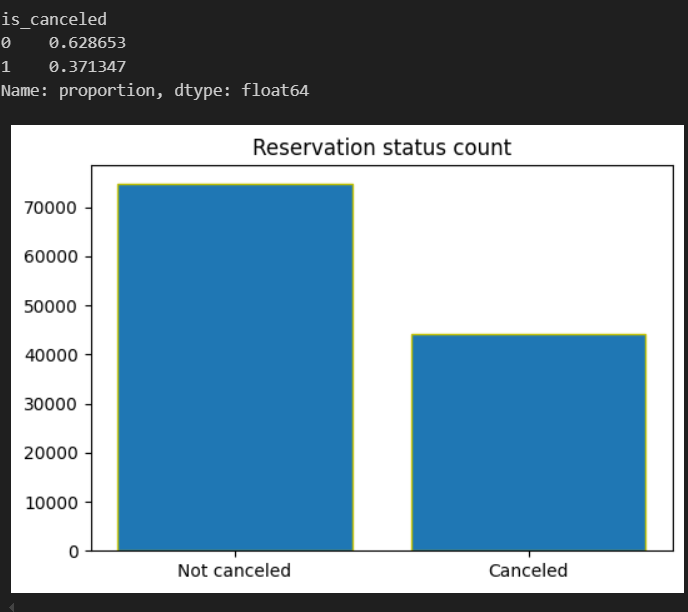 is_canceled
0    0.628653
1    0.371347
Name: proportion, dtype: float64
Reservation status count
70000
60000
50000
40000
30000
20000
10000
0
Not canceled
Canceled